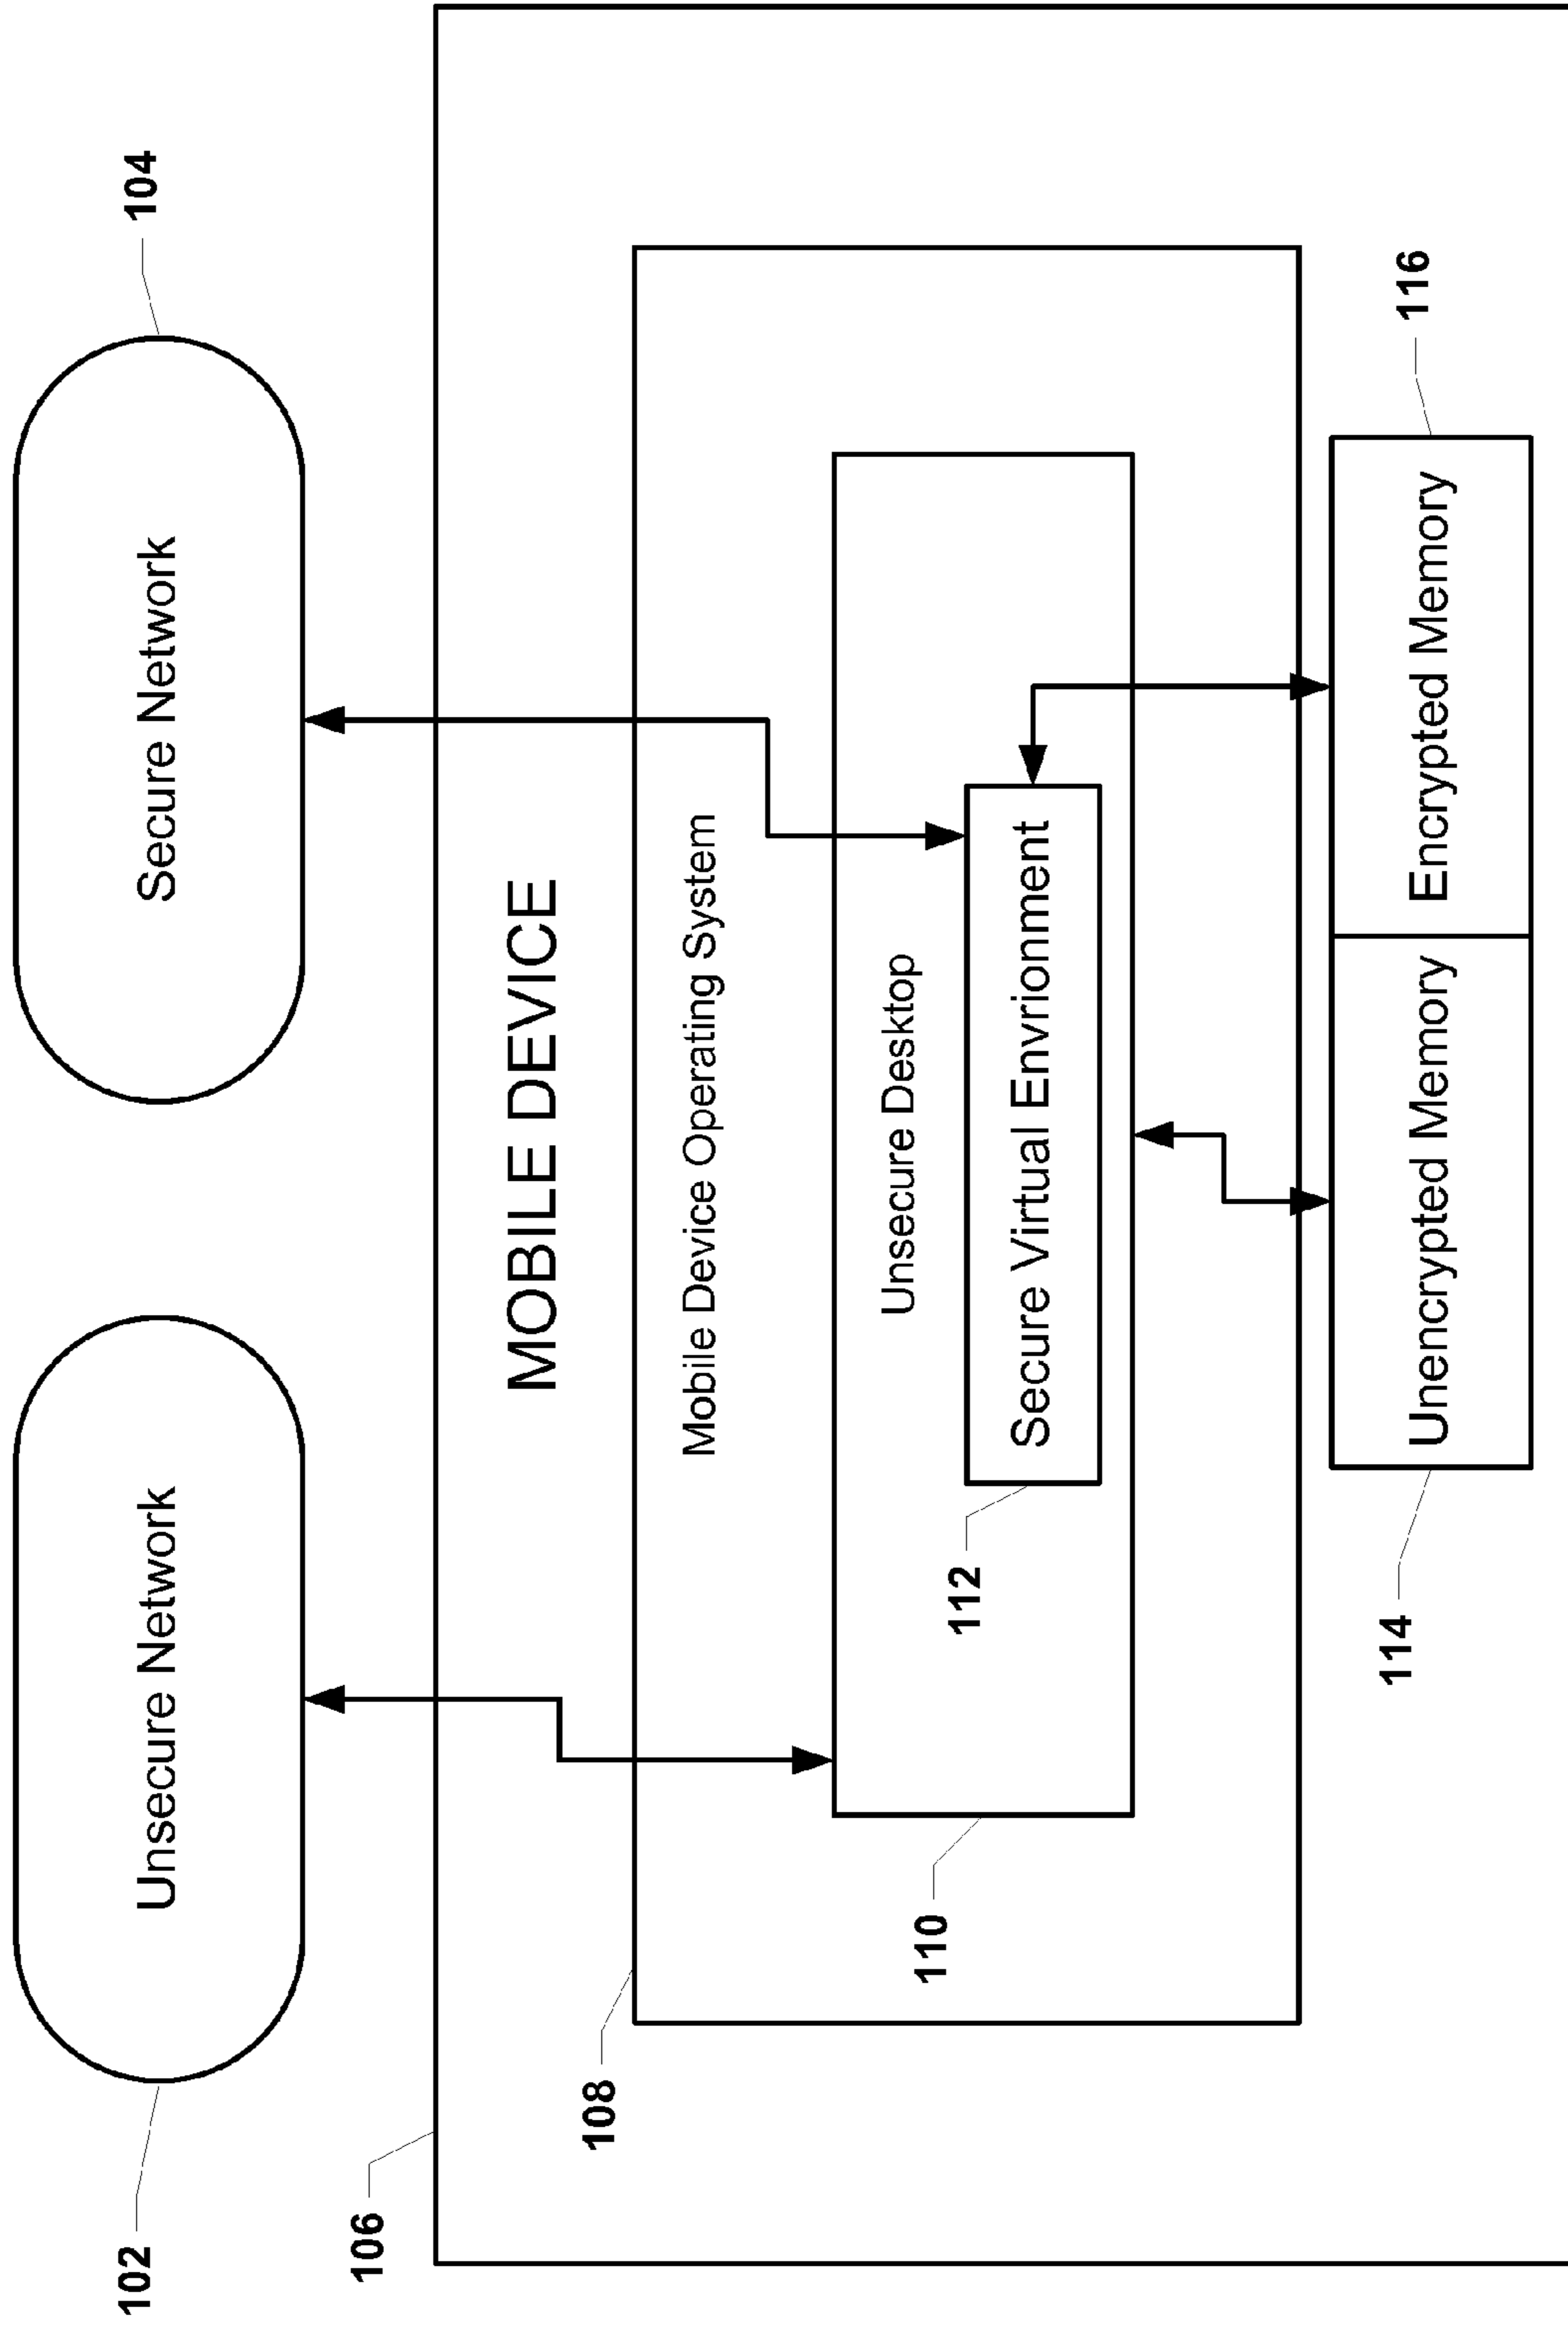 102
Unsecure Network
Secure Network
104
106
MOBILE DEVICE
108
Mobile Device Operating System
110
Unsecure Desktop
112
Secure Virtual Envrionment
114
Unencrypted Memory
Encrypted Memory
116